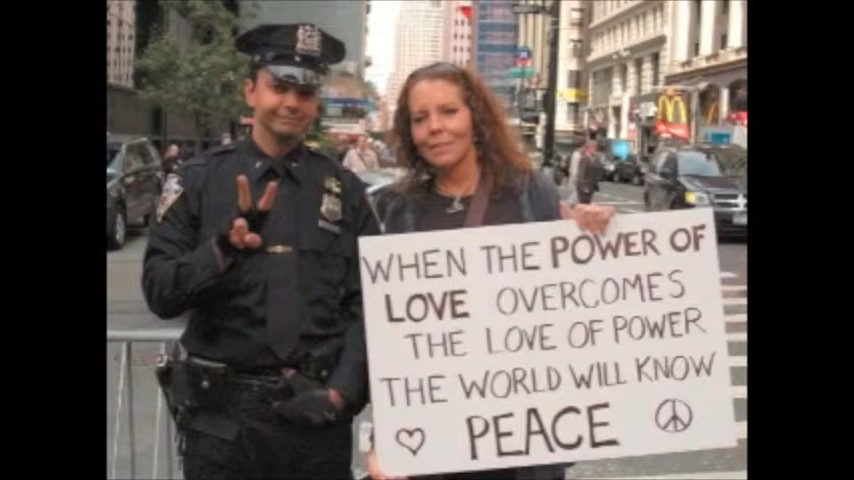 WHEN THE POWER OF
LOVE OVERCOMES
THE LOVE OF POWER
THE WORLD WILL KNOW
PEACE